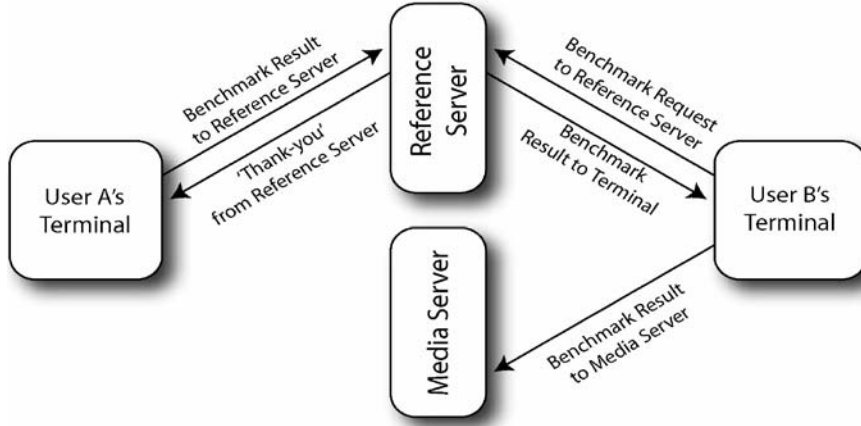 Benchmark Result
to Reference Server
'Thank-you'
from Reference Server
Reference
Server
Benchmark Request
to Reference Server
Benchmark
Result to Terminal
User A's
Terminal
User B's
Terminal
Media Server
Benchmark Result
to Media Server